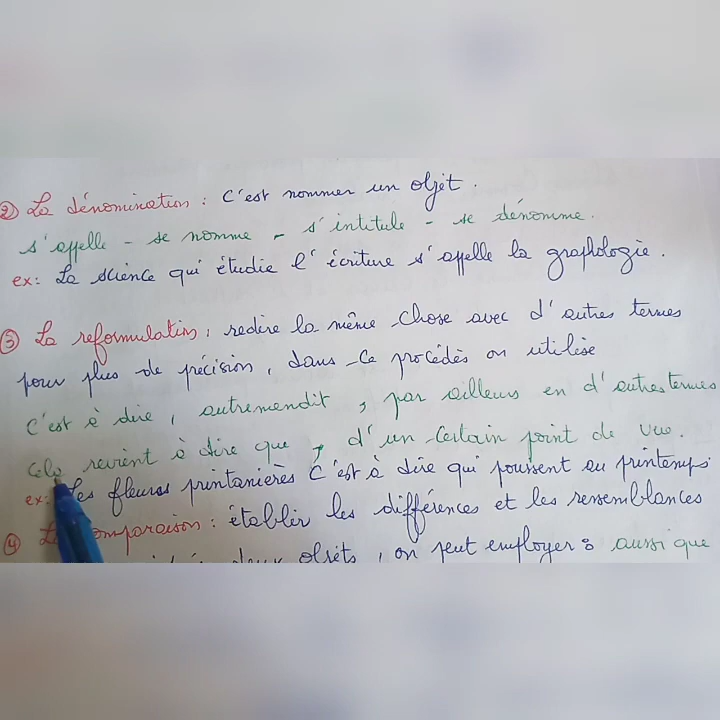 ② La dénomination : C'est nommer un objet.
s'appelle - se nomme - s'intitule - se dénomme.
ex: La science qui étudie l'écriture s'appelle la graphologie.
③ La reformulation : redire la même chose avec d'autres termes
pour plus de précision, dans ce procédés on utilise
C'est à dire, autremendit, par ailleurs en d'autres termes
Cela revient à dire que, d'un certain point de vue.
ex: Les fleures printanières C'est à dire qui poussent au printemps
④ La comparaison : établir les différences et les ressemblances
deux objets, on peut employer : aussi que